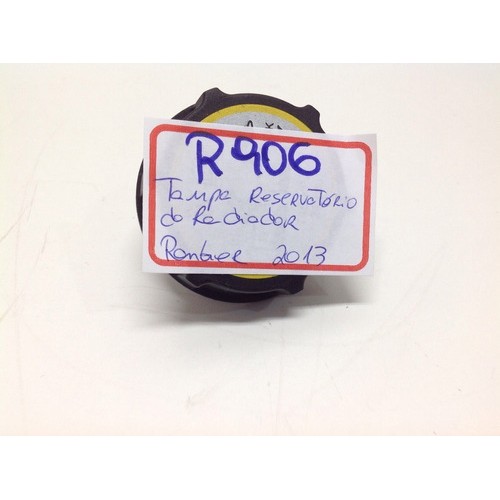 R906
Tampa Reservatório
do Radiador
Ranger 2013